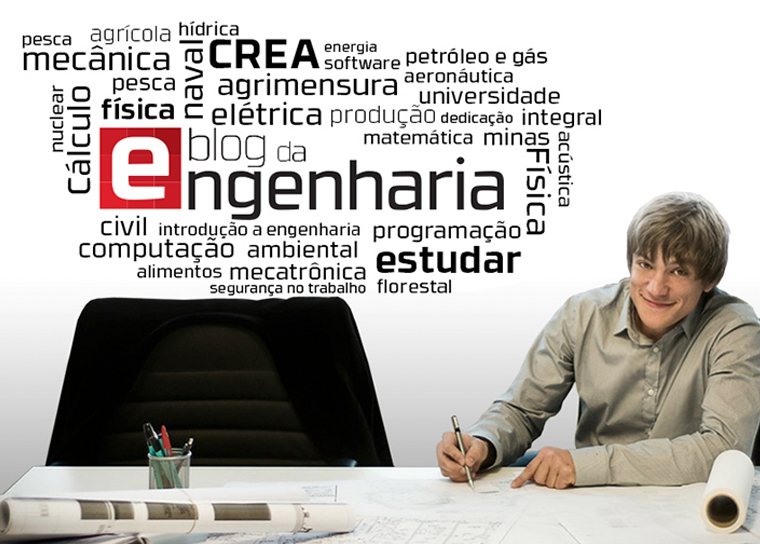 pesca agrícola hídrica
mecânica naval CREA energia
software petróleo e gás
pesca agrimensura aeronáutica
nuclear cálculo física elétrica produção universidade
dedicação integral
matemática minas Física acústica
e blog da
engenharia
civil introdução a engenharia programação
computação ambiental estudar
alimentos mecatrônica
segurança no trabalho florestal